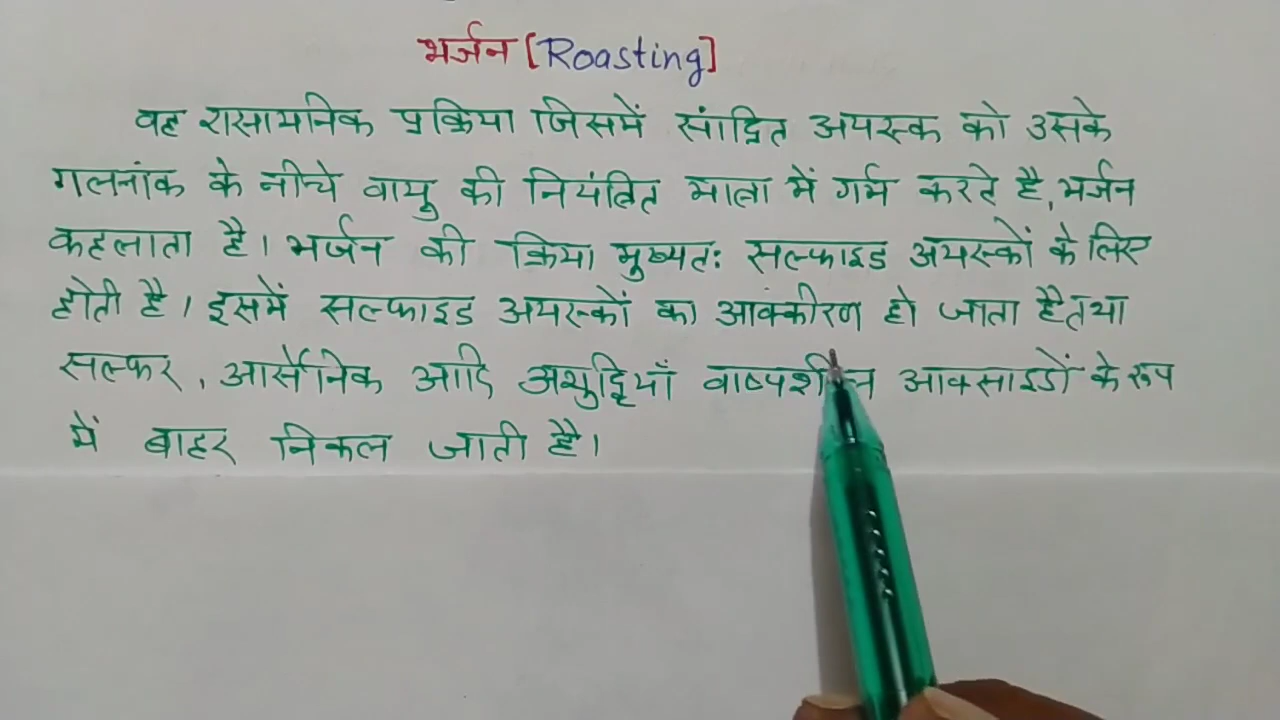 भर्जन [Roasting]
वह रासायनिक प्रक्रिया जिसमें सांद्रित अयस्क को उसके
गलनांक के नीचे वायु की नियंत्रित मात्रा में गर्म करते है, भर्जन
कहलाता है। भर्जन की क्रिया मुख्यतः सल्फाइड अयस्कों के लिए
होती है। इसमें सल्फाइड अयस्कों का आक्कीरण हो जाता है तथा
सल्फर, आर्सेनिक आदि अशुद्धियाँ वाष्पशील आक्साइडों के रूप
में बाहर निकल जाती है।